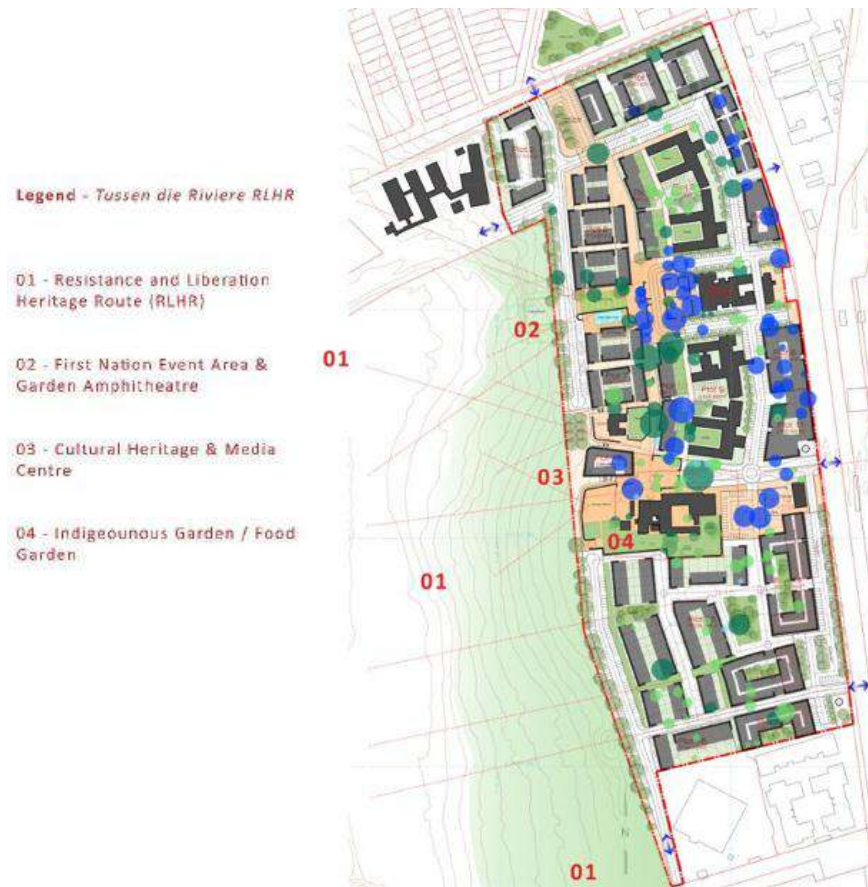 Legend - Tussen die Riviere RLHR
01 - Resistance and Liberation
Heritage Route (RLHR)
02 - First Nation Event Area &
Garden Amphitheatre
03 - Cultural Heritage & Media
Centre
04 - Indigeounous Garden / Food
Garden
02
01
03
04
01
01